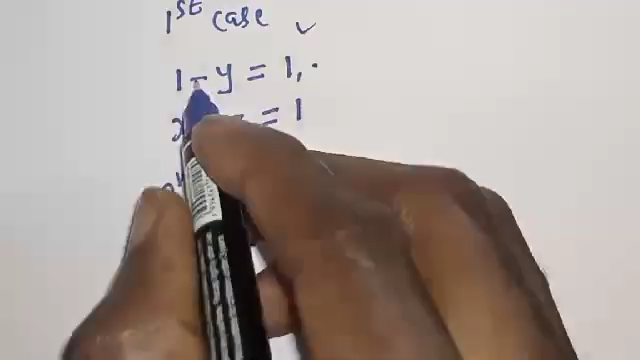 1ST case ✓
1 - y = 1, .
x = 1